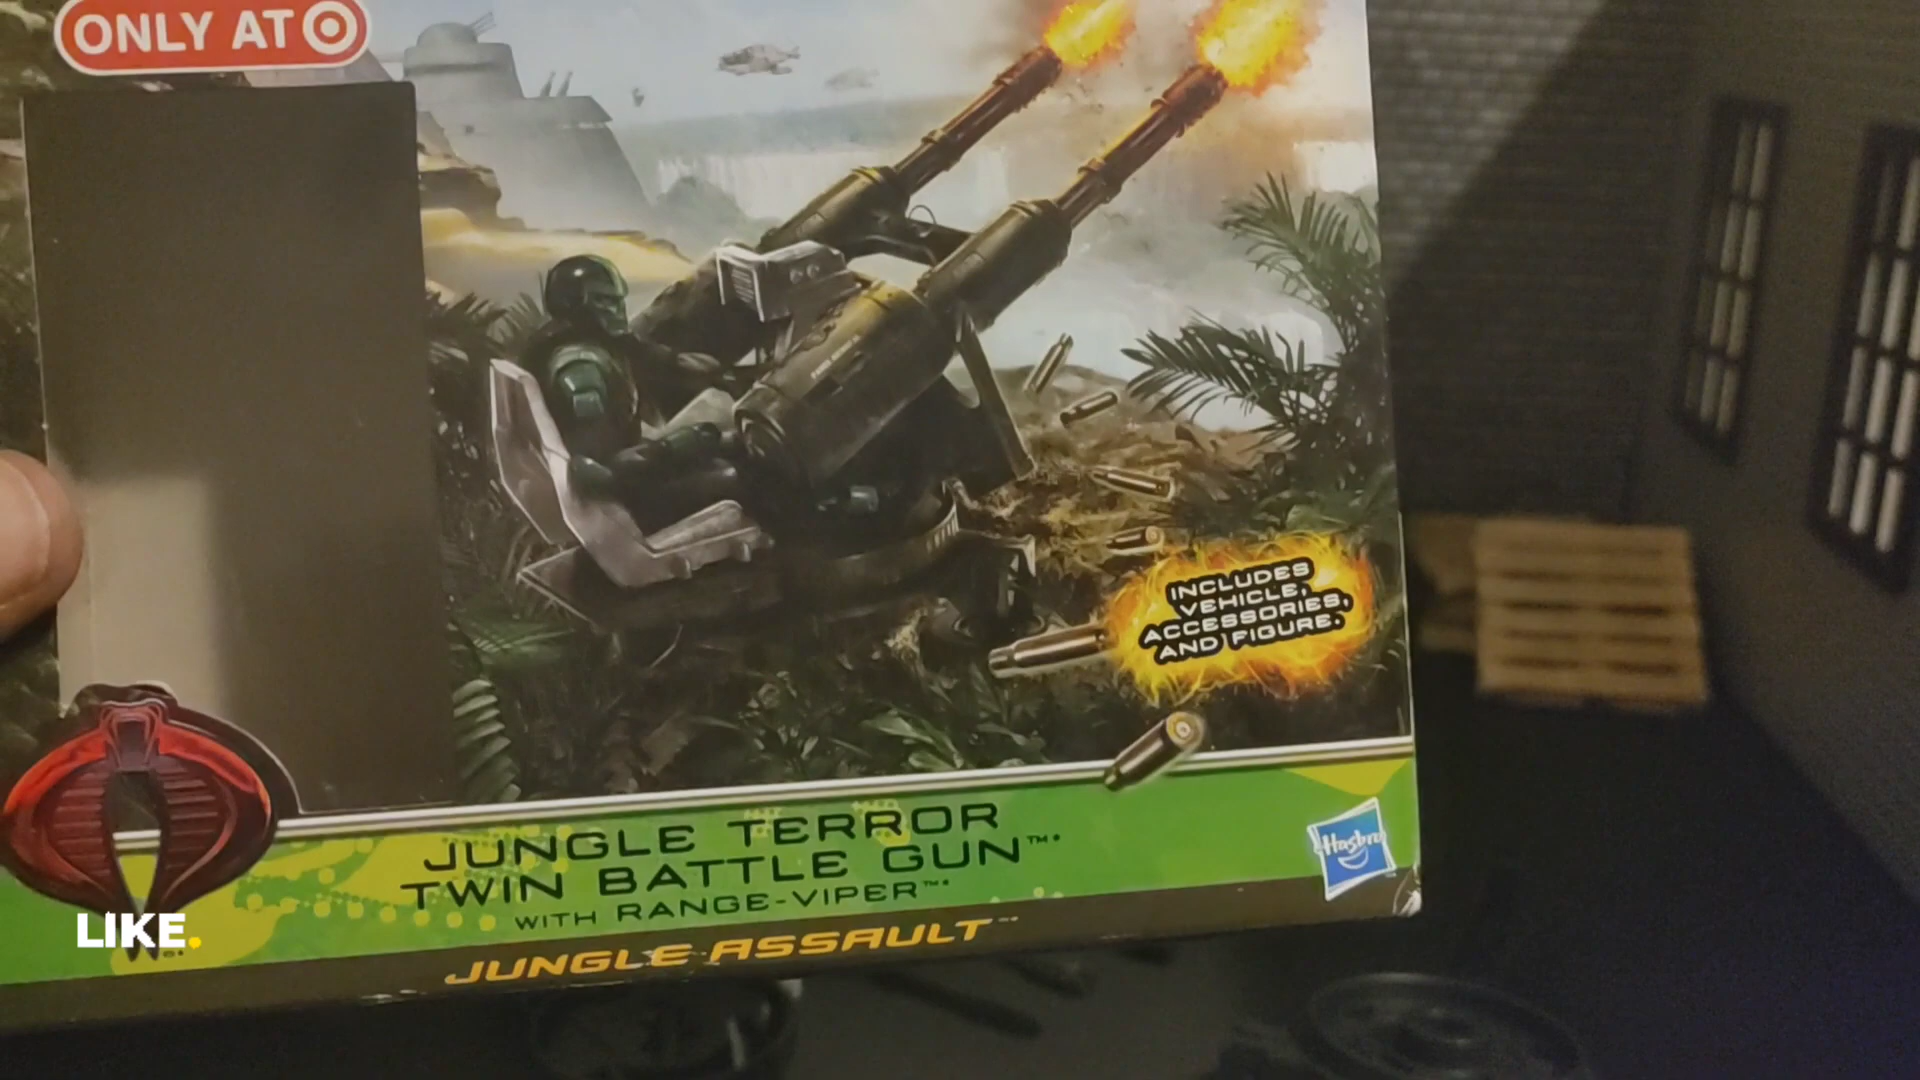 ONLY AT
INCLUDES
VEHICLE,
ACCESSORIES,
AND FIGURE.
JUNGLE TERROR
TWIN BATTLE GUN™•
WITH RANGE-VIPER™•
Hasbro
LIKE.
JUNGLE ASSAULT™